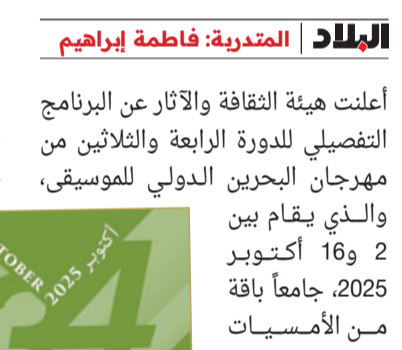 البلاد | المتدربة: فاطمة إبراهيم
أعلنت هيئة الثقافة والآثار عن البرنامج
التفصيلي للدورة الرابعة والثلاثين من
مهرجان البحرين الدولي للموسيقى،
والذي يقام بين
2 و16 أكتوبر
2025، جامعاً باقة
من الأمسيات
أكتوبر 2025
TOBER
34